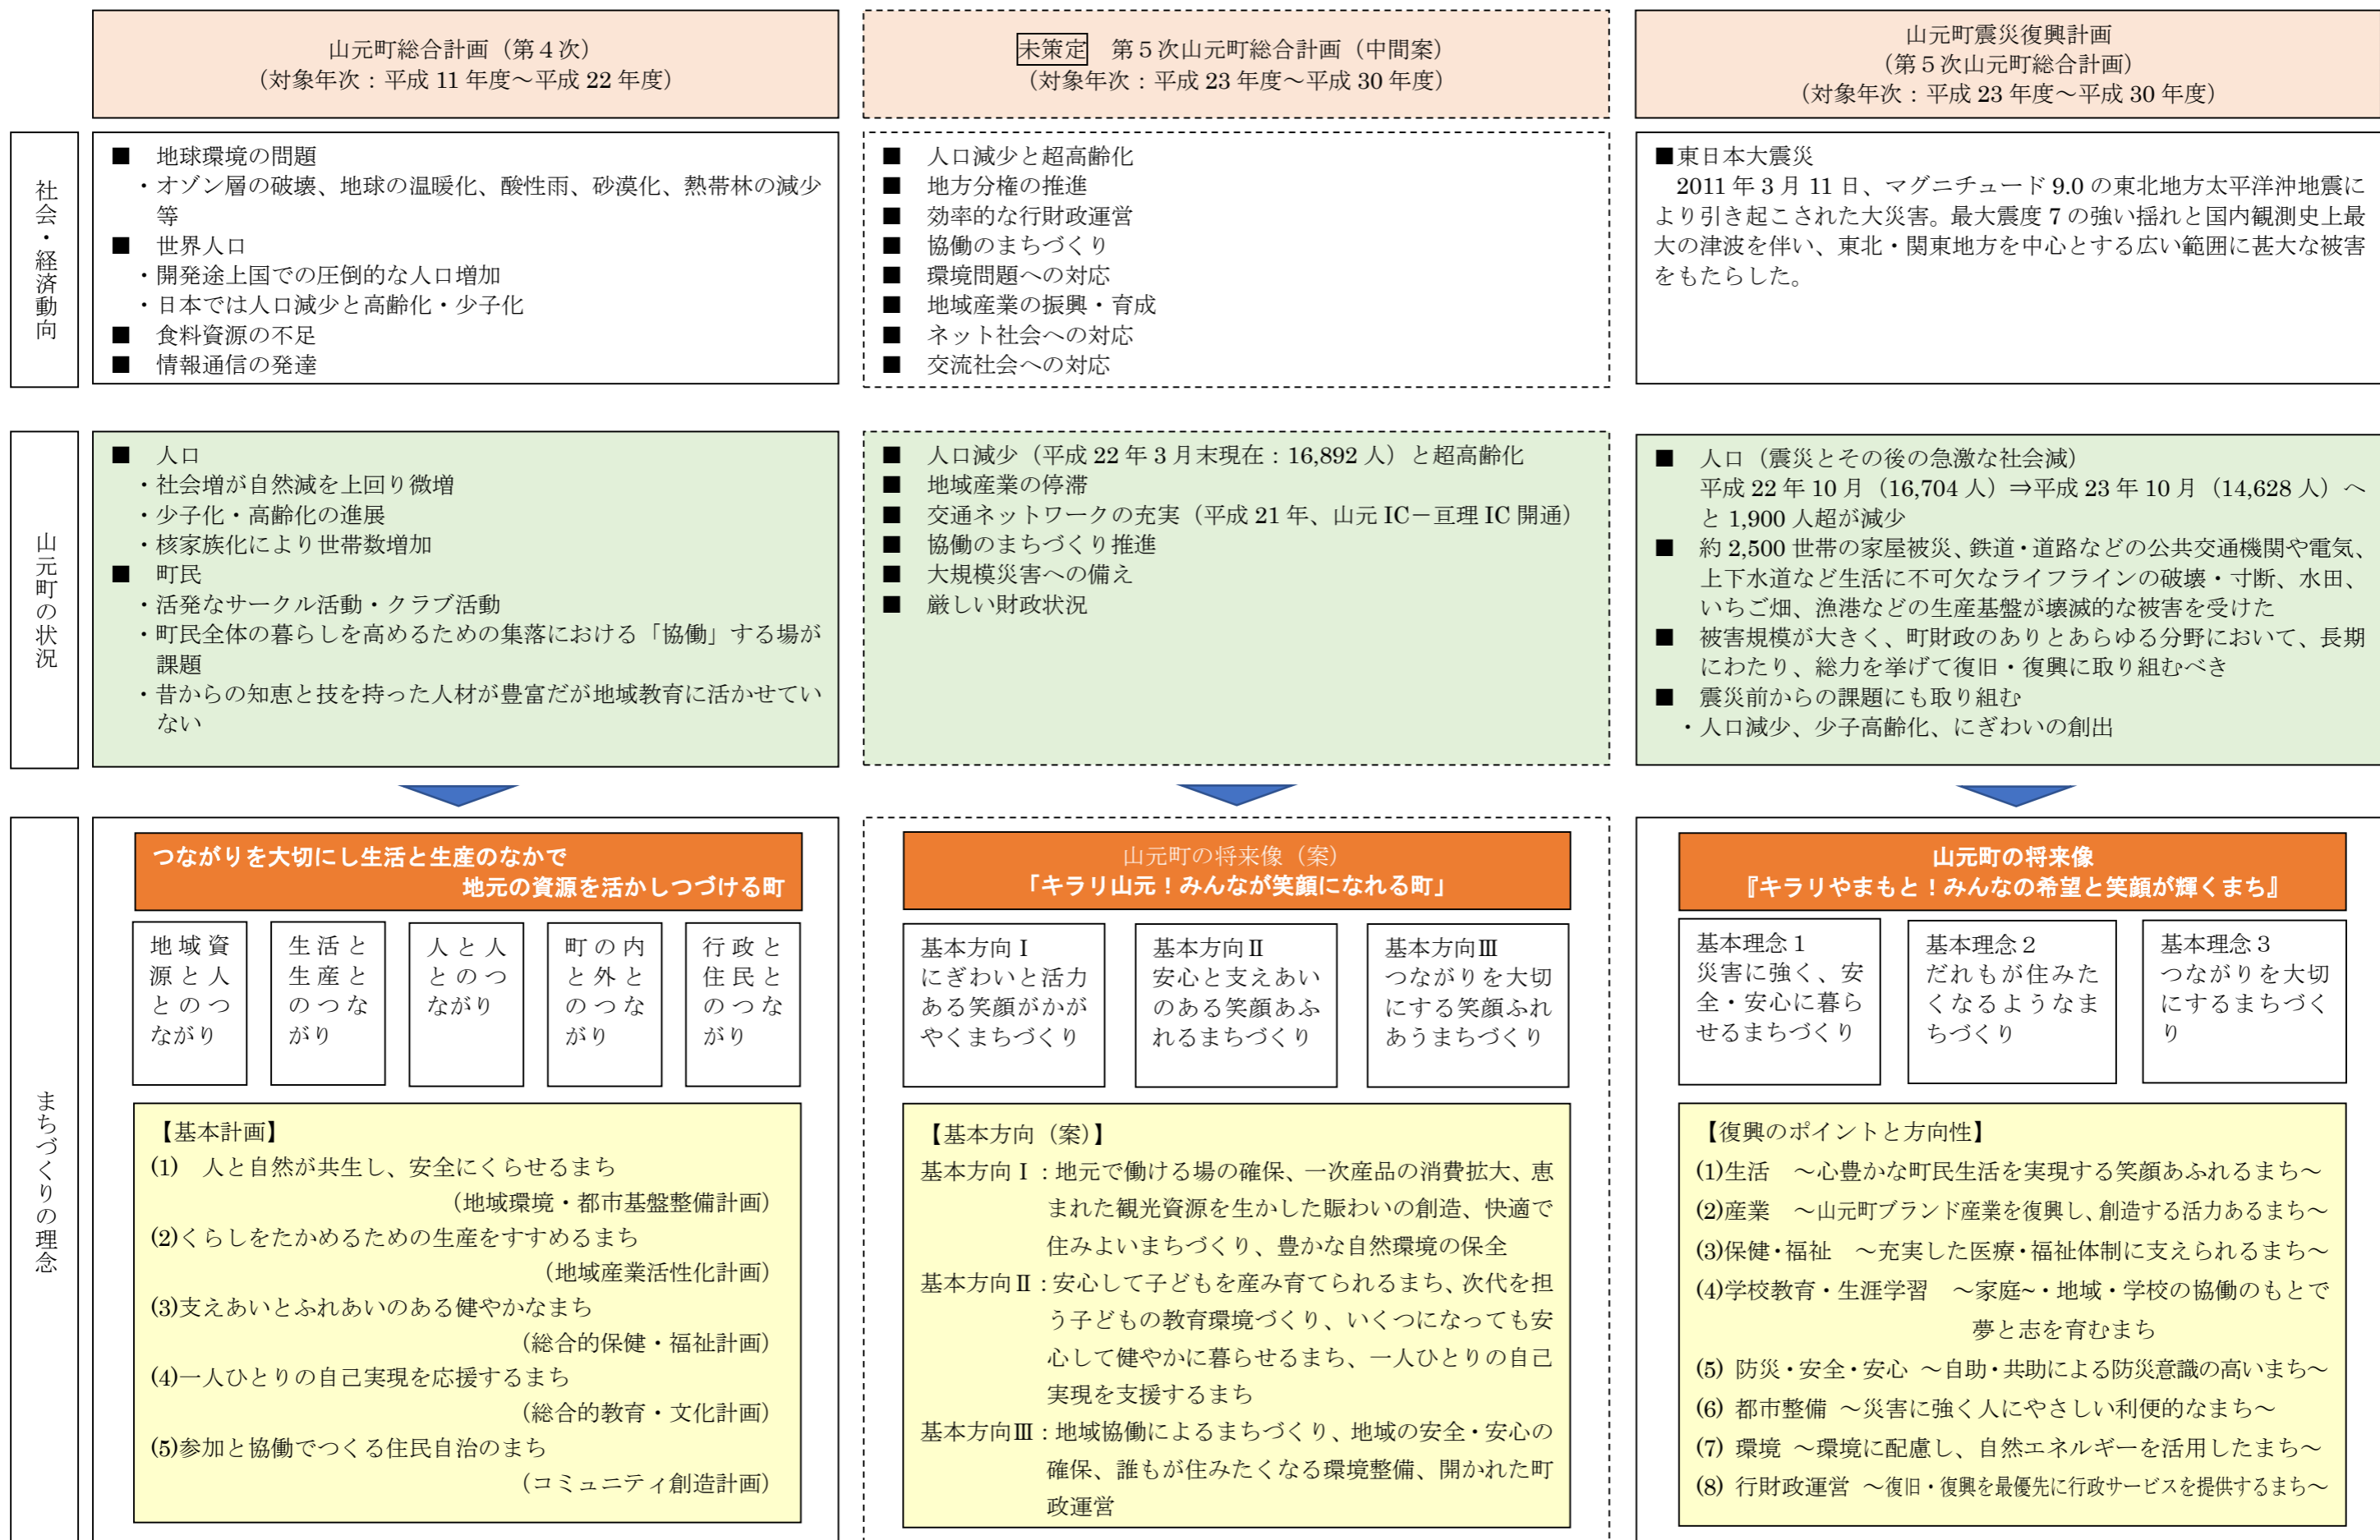 山元町総合計画（第４次）
（対象年次：平成 11 年度～平成 22 年度）
未策定　第５次山元町総合計画（中間案）
（対象年次：平成 23 年度～平成 30 年度）
山元町震災復興計画
（第５次山元町総合計画）
（対象年次：平成 23 年度～平成 30 年度）
社会・経済動向
■　地球環境の問題
・オゾン層の破壊、地球の温暖化、酸性雨、砂漠化、熱帯林の減少
等
■　世界人口
・開発途上国での圧倒的な人口増加
・日本では人口減少と高齢化・少子化
■　食料資源の不足
■　情報通信の発達
■　人口減少と超高齢化
■　地方分権の推進
■　効率的な行財政運営
■　協働のまちづくり
■　環境問題への対応
■　地域産業の振興・育成
■　ネット社会への対応
■　交流社会への対応
■東日本大震災
2011 年 3 月 11 日、マグニチュード 9.0 の東北地方太平洋沖地震に
より引き起こされた大災害。最大震度 7 の強い揺れと国内観測史上最
大の津波を伴い、東北・関東地方を中心とする広い範囲に甚大な被害
をもたらした。
山元町の状況
■　人口
・社会増が自然減を上回り微増
・少子化・高齢化の進展
・核家族化により世帯数増加
■　町民
・活発なサークル活動・クラブ活動
・町民全体の暮らしを高めるための集落における「協働」する場が
課題
・昔からの知恵と技を持った人材が豊富だが地域教育に活かせてい
ない
■　人口減少（平成 22 年 3 月末現在：16,892 人）と超高齢化
■　地域産業の停滞
■　交通ネットワークの充実（平成 21 年、山元 IC－亘理 IC 開通）
■　協働のまちづくり推進
■　大規模災害への備え
■　厳しい財政状況
■　人口（震災とその後の急激な社会減）
平成 22 年 10 月（16,704 人）⇒平成 23 年 10 月（14,628 人）へ
と 1,900 人超が減少
■　約 2,500 世帯の家屋被災、鉄道・道路などの公共交通機関や電気、
上下水道など生活に不可欠なライフラインの破壊・寸断、水田、
いちご畑、漁港などの生産基盤が壊滅的な被害を受けた
■　被害規模が大きく、町財政のありとあらゆる分野において、長期
にわたり、総力を挙げて復旧・復興に取り組むべき
■　震災前からの課題にも取り組む
・人口減少、少子高齢化、にぎわいの創出
まちづくりの理念
つながりを大切にし生活と生産のなかで
地元の資源を活かしつづける町
地域資
源と人
とのつ
ながり
生活と
生産と
のつな
がり
人と人
とのつ
ながり
町の内
と外と
のつな
がり
行政と
住民と
のつな
がり
【基本計画】
(1)　人と自然が共生し、安全にくらせるまち
（地域環境・都市基盤整備計画）
(2)くらしをたかめるための生産をすすめるまち
（地域産業活性化計画）
(3)支えあいとふれあいのある健やかなまち
（総合的保健・福祉計画）
(4)一人ひとりの自己実現を応援するまち
（総合的教育・文化計画）
(5)参加と協働でつくる住民自治のまち
（コミュニティ創造計画）
山元町の将来像（案）
「キラリ山元！みんなが笑顔になれる町」
基本方向Ⅰ
にぎわいと活力
ある笑顔がかが
やくまちづくり
基本方向Ⅱ
安心と支えあい
のある笑顔あふ
れるまちづくり
基本方向Ⅲ
つながりを大切
にする笑顔ふれ
あうまちづくり
【基本方向（案）】
基本方向Ⅰ：地元で働ける場の確保、一次産品の消費拡大、恵
まれた観光資源を生かした賑わいの創造、快適で
住みよいまちづくり、豊かな自然環境の保全
基本方向Ⅱ：安心して子どもを産み育てられるまち、次代を担
う子どもの教育環境づくり、いくつになっても安
心して健やかに暮らせるまち、一人ひとりの自己
実現を支援するまち
基本方向Ⅲ：地域協働によるまちづくり、地域の安全・安心の
確保、誰もが住みたくなる環境整備、開かれた町
政運営
山元町の将来像
『キラリやまもと！みんなの希望と笑顔が輝くまち』
基本理念１
災害に強く、安
全・安心に暮ら
せるまちづくり
基本理念２
だれもが住みた
くなるようなま
ちづくり
基本理念３
つながりを大切
にするまちづく
り
【復興のポイントと方向性】
(1)生活　～心豊かな町民生活を実現する笑顔あふれるまち～
(2)産業　～山元町ブランド産業を復興し、創造する活力あるまち～
(3)保健・福祉　～充実した医療・福祉体制に支えられるまち～
(4)学校教育・生涯学習　～家庭~・地域・学校の協働のもとで
夢と志を育むまち
(5) 防災・安全・安心 ～自助・共助による防災意識の高いまち～
(6) 都市整備 ～災害に強く人にやさしい利便的なまち～
(7) 環境 ～環境に配慮し、自然エネルギーを活用したまち～
(8) 行財政運営 ～復旧・復興を最優先に行政サービスを提供するまち～